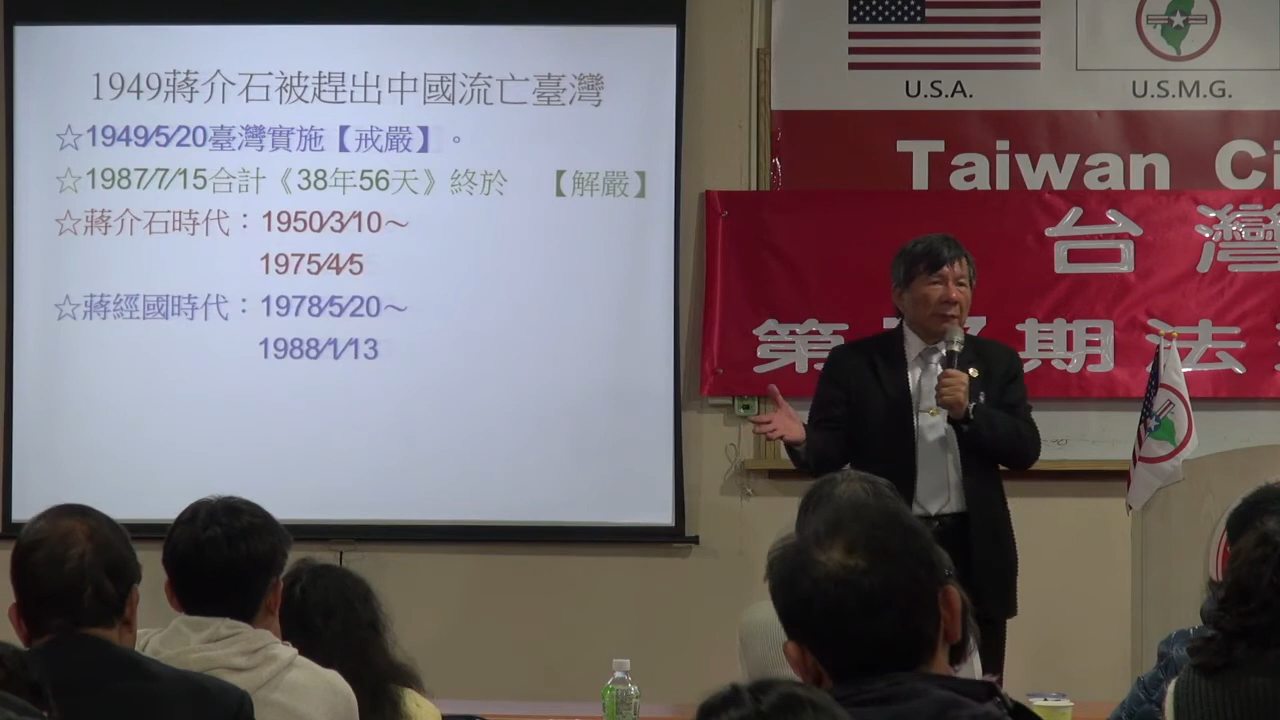 1949蔣介石被趕出中國流亡臺灣
☆1949/5/20臺灣實施【戒嚴】。
☆1987/7/15合計《38年56天》終於 【解嚴】
☆蔣介石時代：1950/3/10～
1975/4/5
☆蔣經國時代：1978/5/20～
1988/1/13
U.S.A.
U.S.M.G.
Taiwan Ci
台灣
第 期法